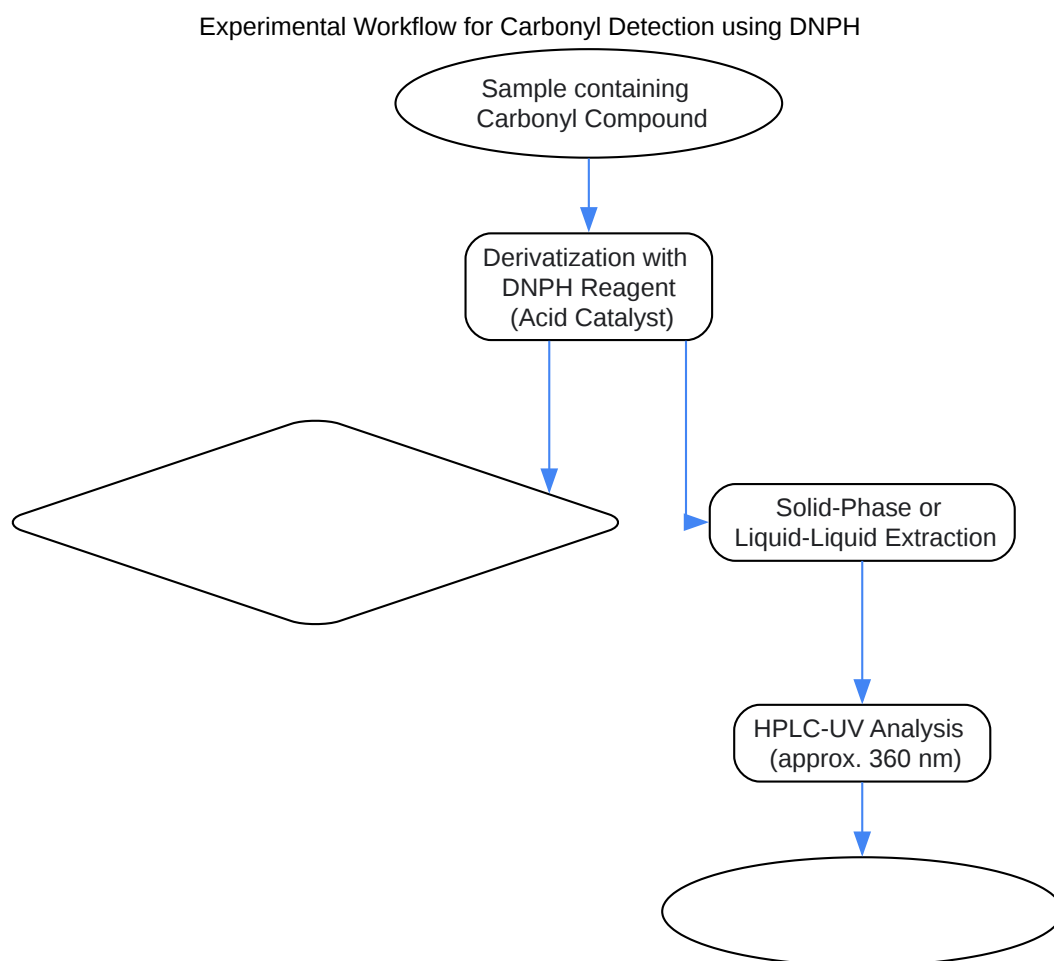 Experimental Workflow for Carbonyl Detection using DNPH
Sample containing
Carbonyl Compound
Derivatization with
DNPH Reagent
(Acid Catalyst)
Solid-Phase or
Liquid-Liquid Extraction
HPLC-UV Analysis
(approx. 360 nm)